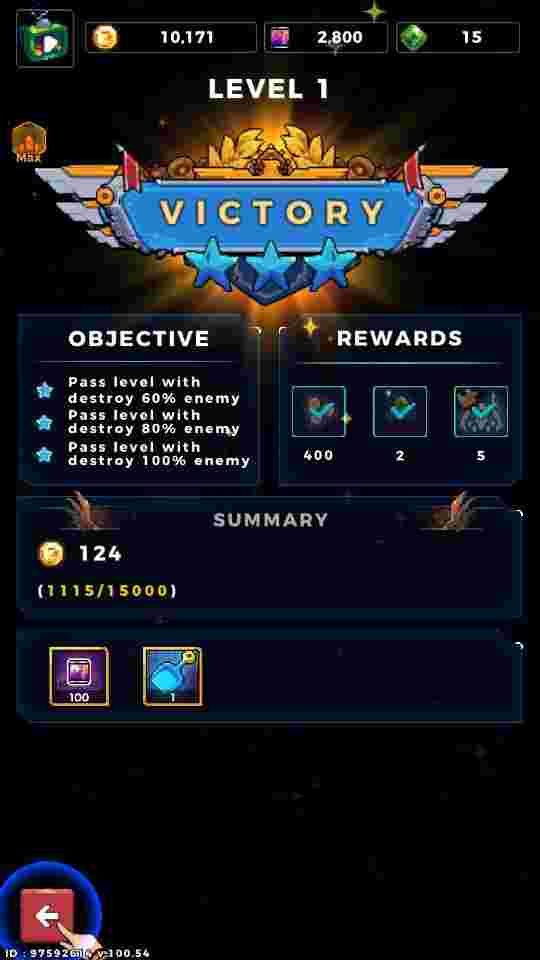 10,171
2,800
15
LEVEL 1
Max
VICTORY
OBJECTIVE
Pass level with
destroy 60% enemy
Pass level with
destroy 80% enemy
Pass level with
destroy 100% enemy
REWARDS
400
2
5
SUMMARY
124
(1115/15000)
100
1